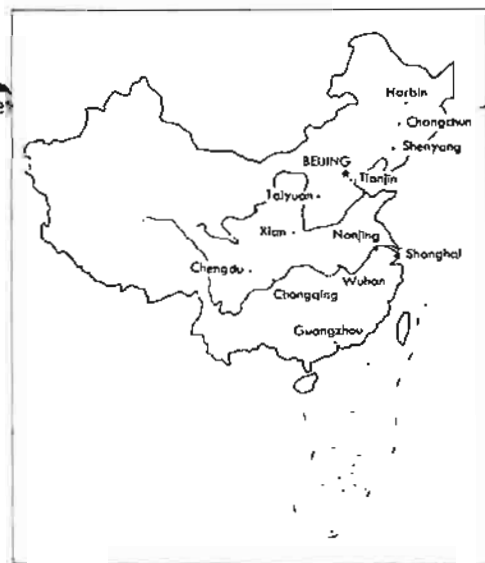 Harbin
Changchun
Shenyang
BEIJING
Tianjin
Taiyuan
Xian
Nanjing
Shanghai
Chengdu
Wuhan
Chongqing
Guangzhou